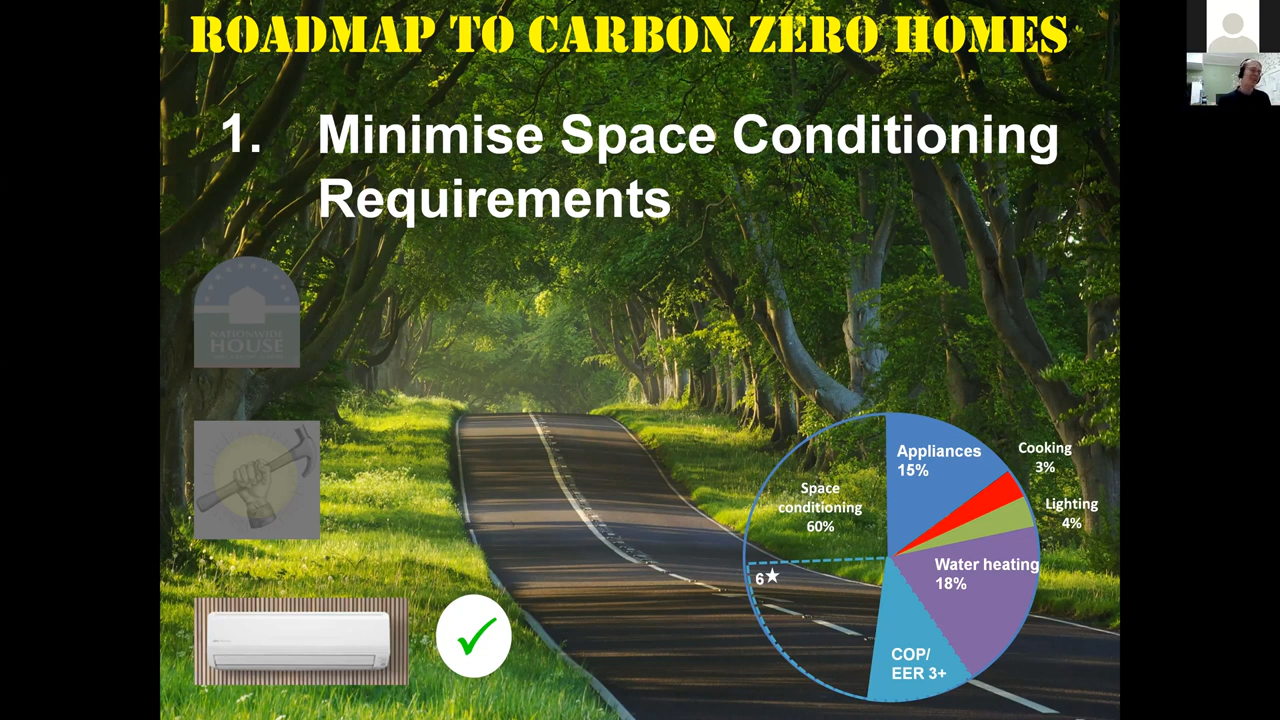 ROADMAP TO CARBON ZERO HOMES
1. Minimise Space Conditioning
Requirements
NATIONWIDE
HOUSE
Appliances
15%
Cooking
3%
Space
conditioning
60%
Lighting
4%
Water heating
18%
6★
COP/
EER 3+